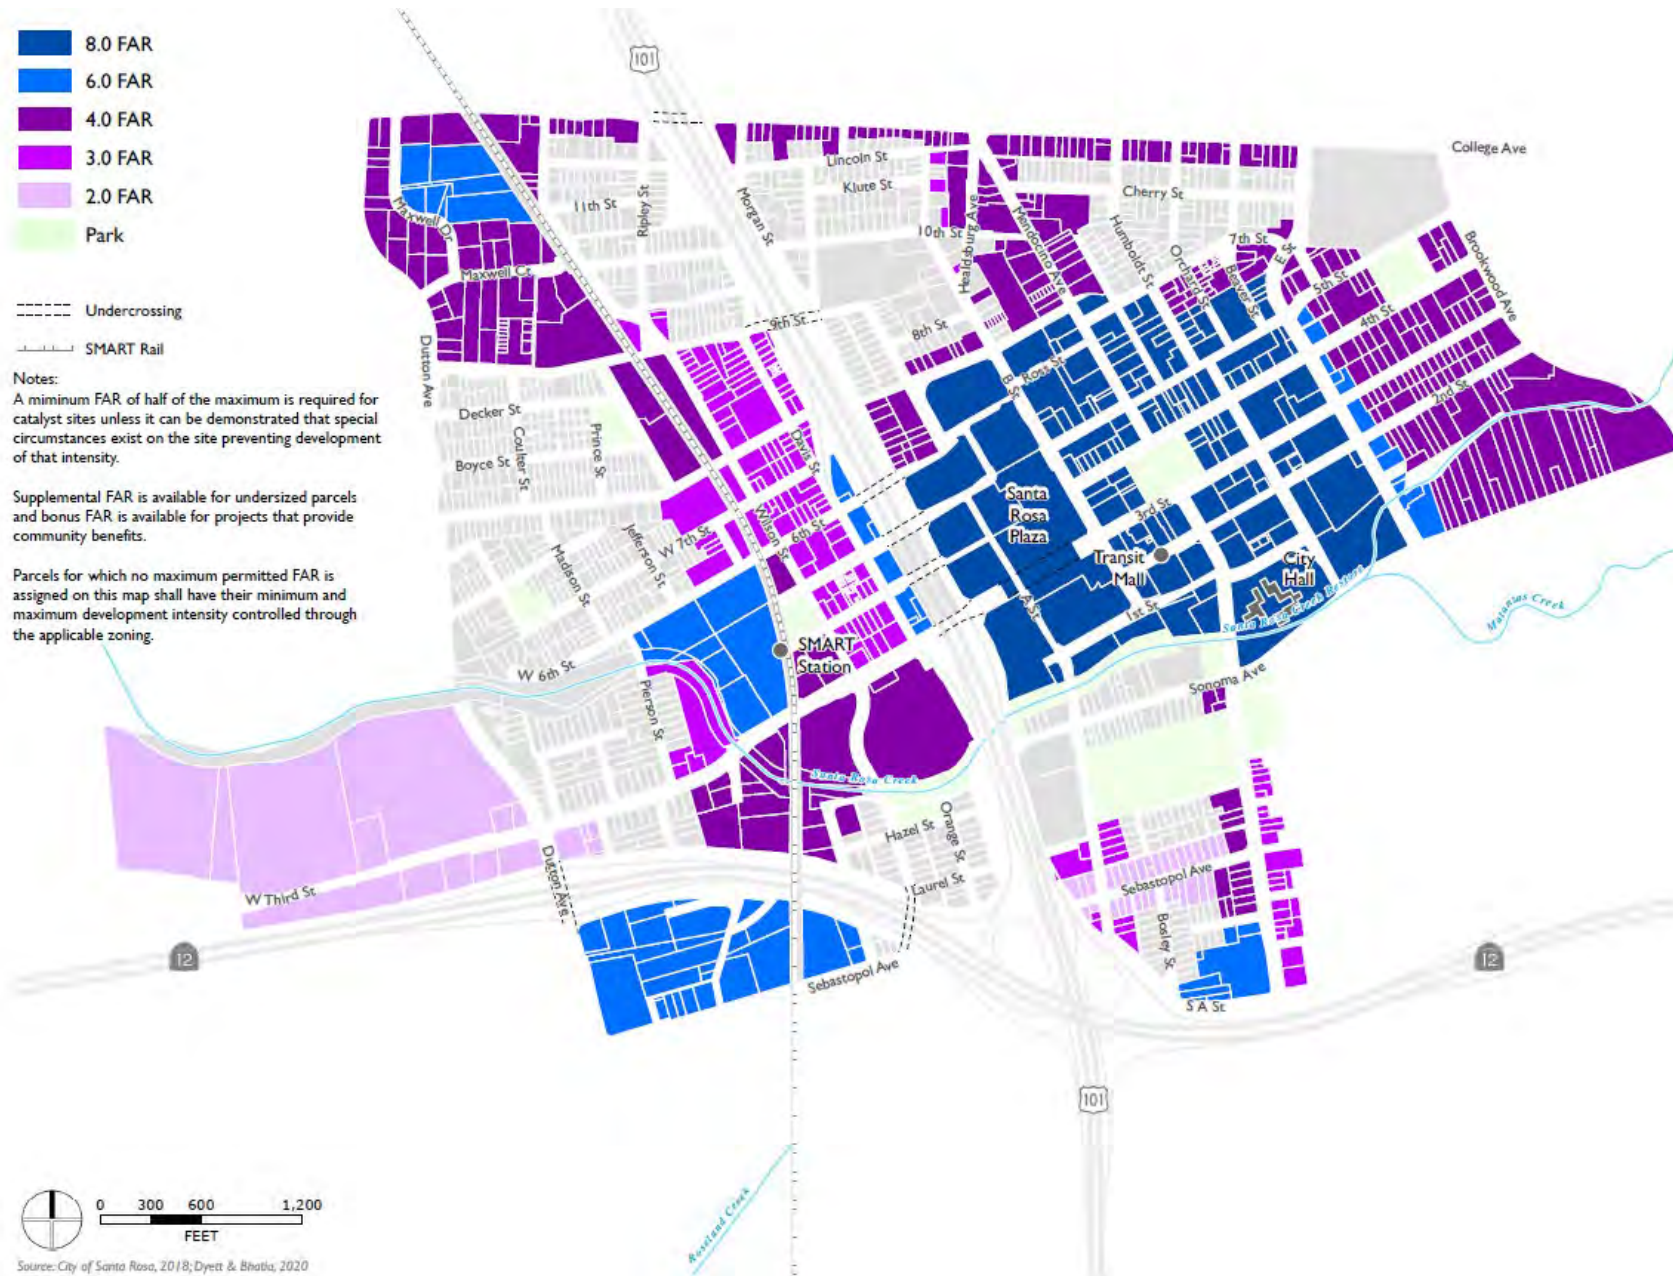 8.0 FAR
6.0 FAR
4.0 FAR
3.0 FAR
2.0 FAR
Park
Undercrossing
SMART Rail
Notes:
A miminum FAR of half of the maximum is required for
catalyst sites unless it can be demonstrated that special
circumstances exist on the site preventing development
of that intensity.
Supplemental FAR is available for undersized parcels
and bonus FAR is available for projects that provide
community benefits.
Parcels for which no maximum permitted FAR is
assigned on this map shall have their minimum and
maximum development intensity controlled through
the applicable zoning.
101
College Ave
Lincoln St
Klute St
Cherry St
11th St
Ripley St
Morgan St
Maxwell Dr
Maxwell Ct
10th St
Healdsburg Ave
Mendocino Ave
Humboldt St
Orchard St
7th St
Beaver St
E St
5th St
4th St
Brookwood Ave
9th St
8th St
Dutton Ave
B St
Ross St
2nd St
Decker St
Coulter St
Prince St
Boyce St
Davis St
Wilson St
6th St
W 7th St
Jefferson St
Madison St
Santa
Rosa
Plaza
3rd St
Transit
Mall
City
Hall
A St
1st St
Santa Rosa Creek
Matanzas Creek
SMART
Station
W 6th St
Pierson St
Sonoma Ave
Santa Rosa Creek
Hazel St
Orange St
Laurel St
Sebastopol Ave
Bosley St
W Third St
Dutton Ave
12
Sebastopol Ave
S A St
12
101
Roseland Creek
0 300 600 1,200
FEET
Source: City of Santa Rosa, 2018; Dyett & Bhatia, 2020